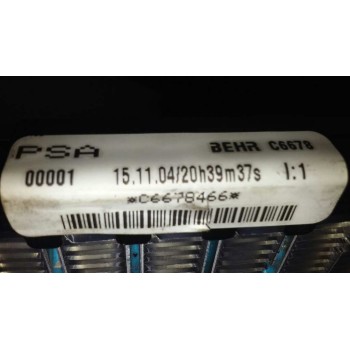 PSA BEHR C6678
00001 15.11.04/20h39m37s I:1
*C6678466*